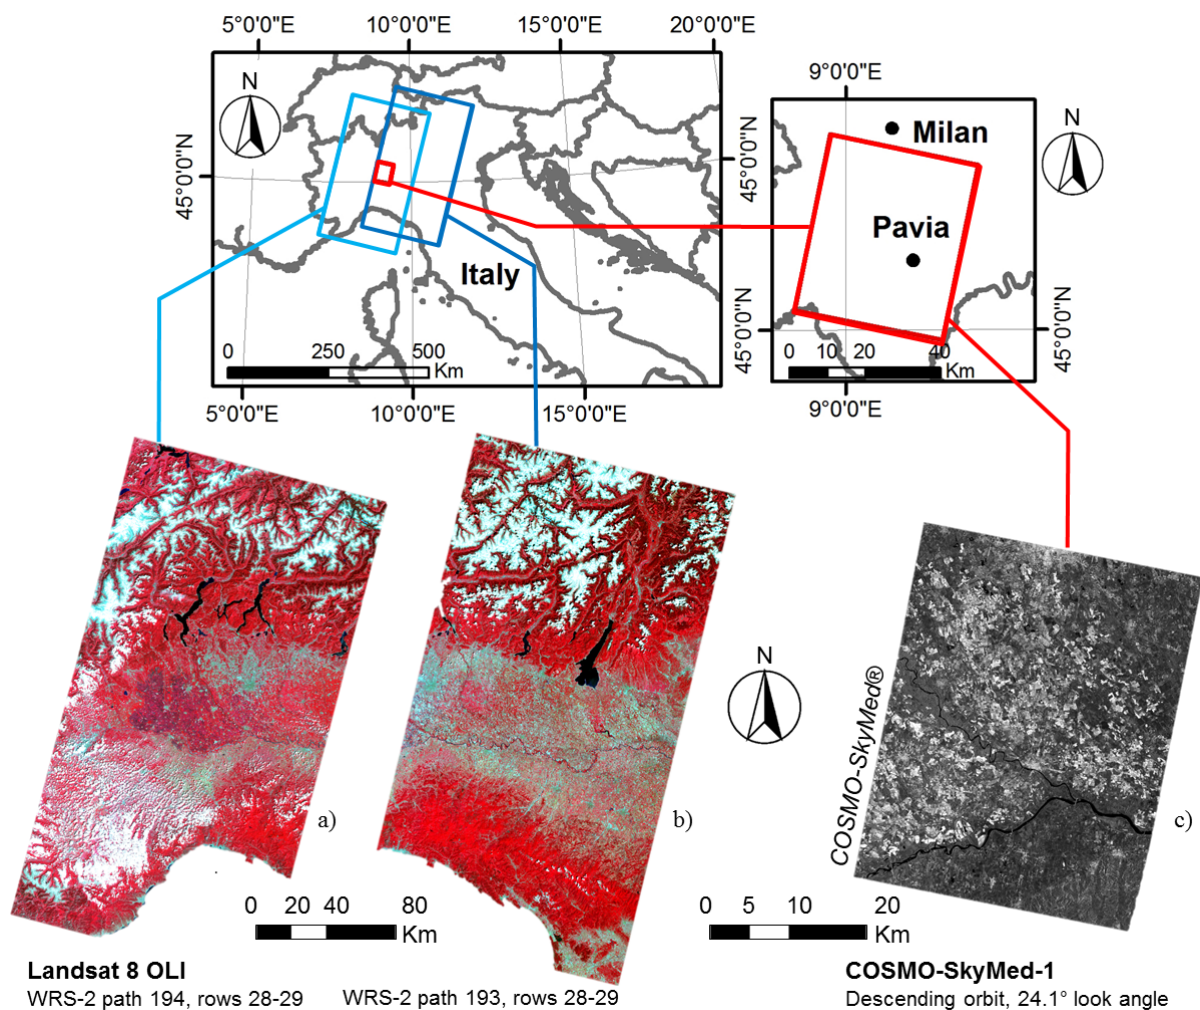 5°0'0"E 10°0'0"E 15°0'0"E 20°0'0"E
9°0'0"E
N
N
45°0'0"N
45°0'0"N
45°0'0"N
45°0'0"N
Milan
Pavia
Italy
0 250 500
Km
0 10 20 40
Km
5°0'0"E 10°0'0"E 15°0'0"E
9°0'0"E
N
COSMO-SkyMed®
a)
b)
c)
0 20 40 80
Km
0 5 10 20
Km
Landsat 8 OLI
WRS-2 path 194, rows 28-29
WRS-2 path 193, rows 28-29
COSMO-SkyMed-1
Descending orbit, 24.1° look angle